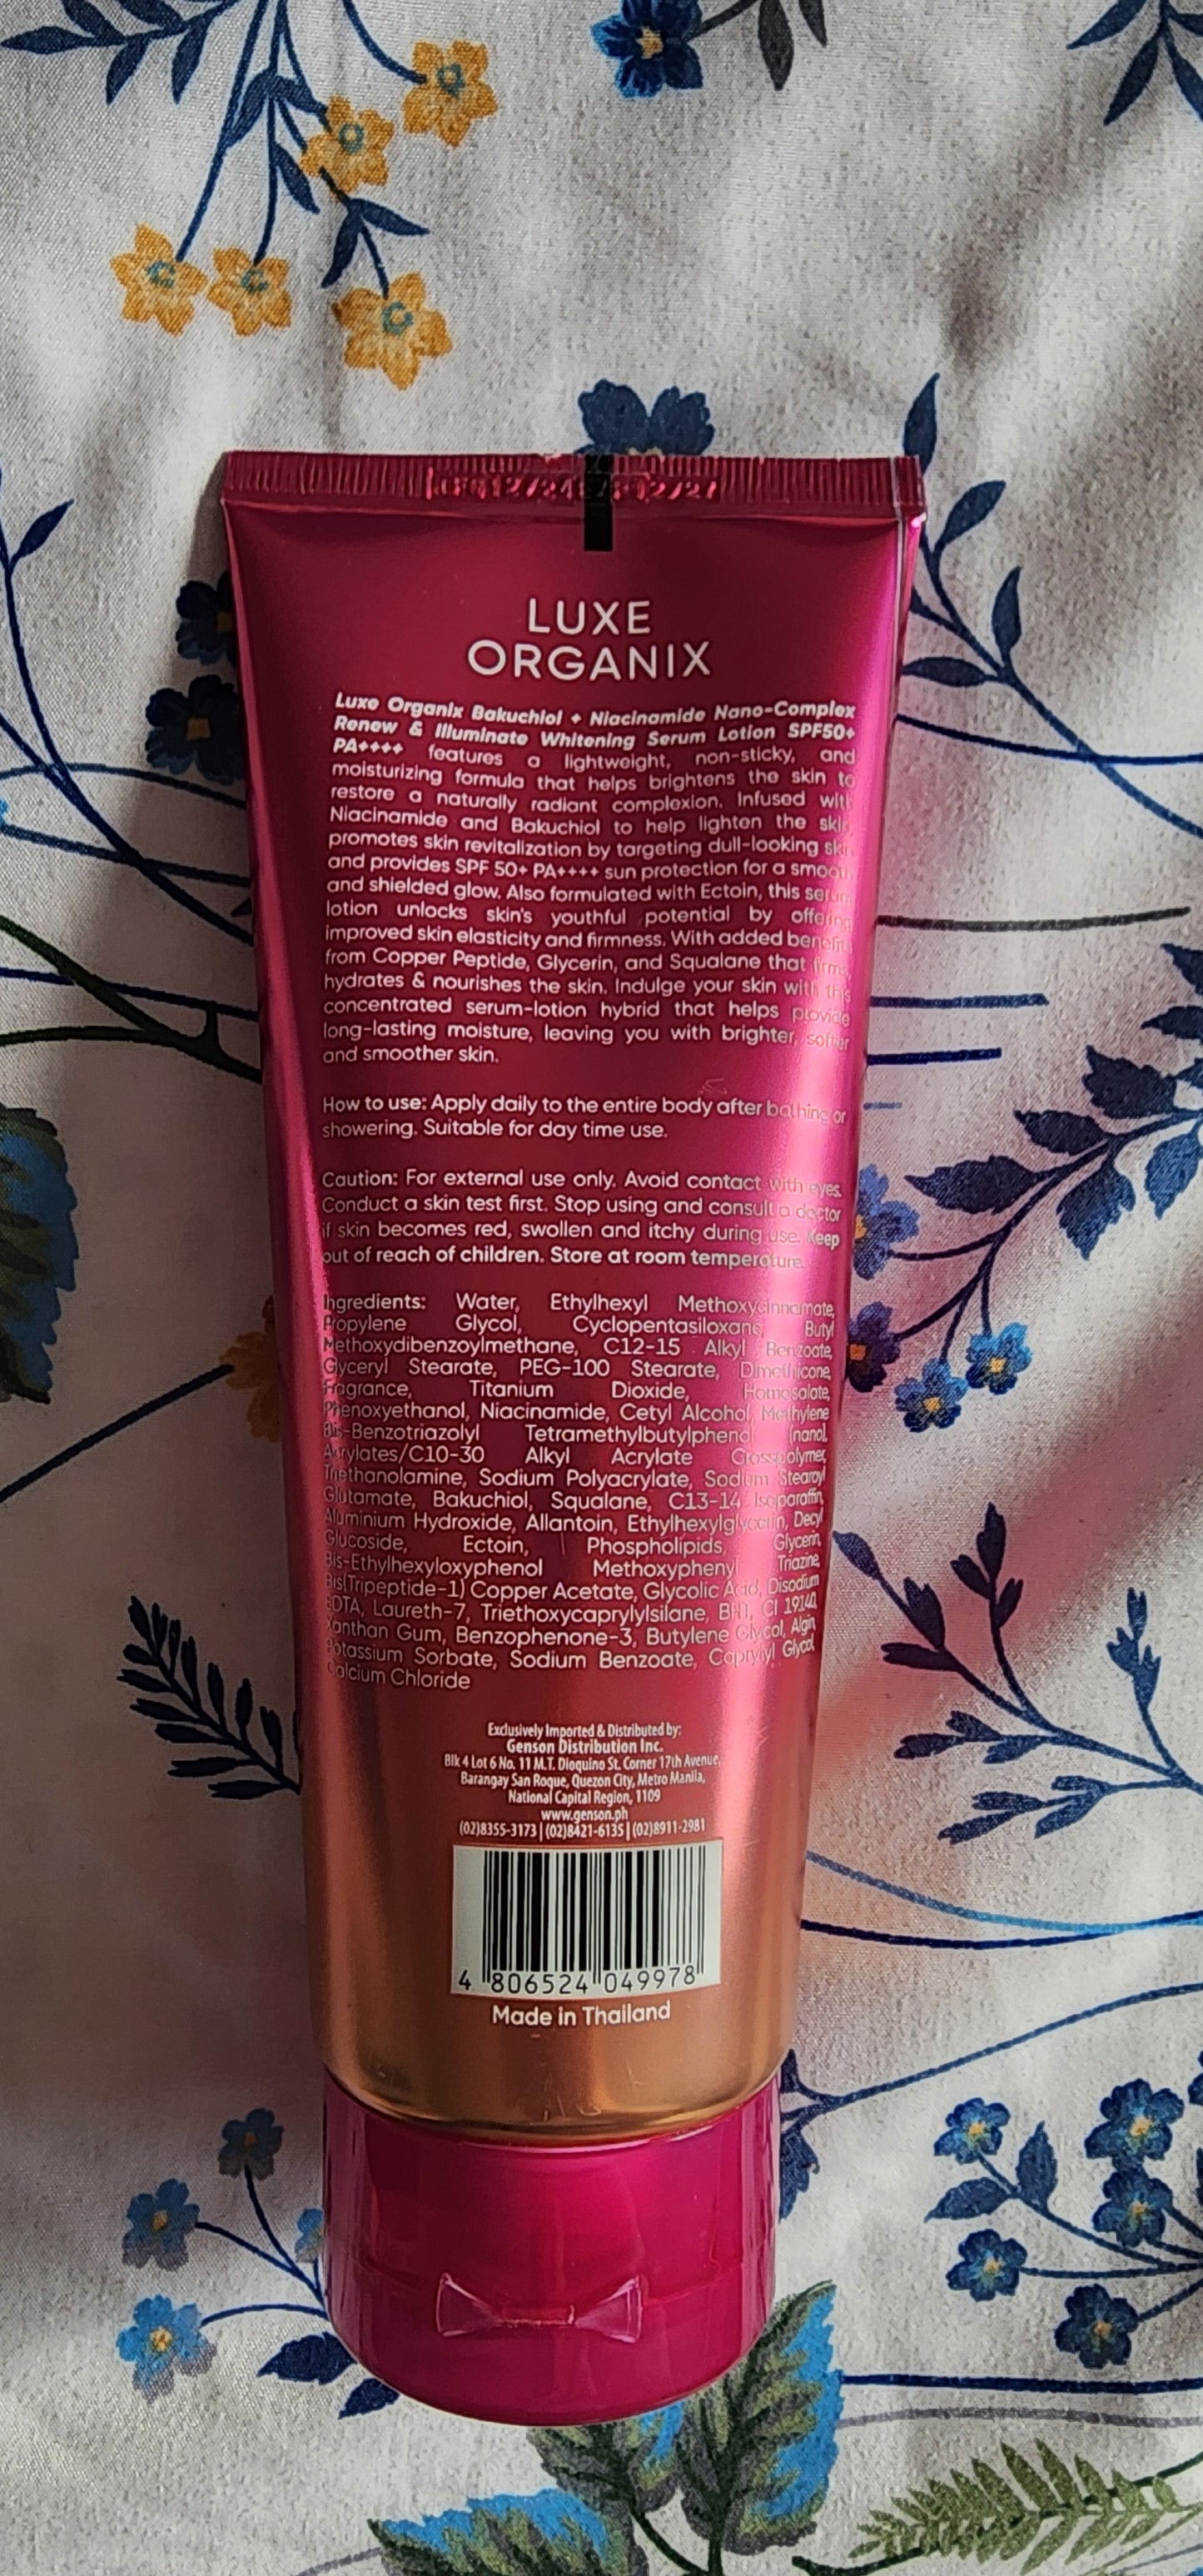 LUXE
ORGANIX
Luxe Organix Bakuchiol + Niacinamide Nano-Complex
Renew & Illuminate Whitening Serum Lotion SPF50+
PA++++ features a lightweight, non-sticky, and
moisturizing formula that helps brightens the skin to
restore a naturally radiant complexion. Infused with
Niacinamide and Bakuchiol to help lighten the skin,
promotes skin revitalization by targeting dull-looking skin
and provides SPF 50+ PA++++ sun protection for a smooth
and shielded glow. Also formulated with Ectoin, this serum
lotion unlocks skin's youthful potential by offering
improved skin elasticity and firmness. With added benefits
from Copper Peptide, Glycerin, and Squalane that firms,
hydrates & nourishes the skin. Indulge your skin with this
concentrated serum-lotion hybrid that helps provide
long-lasting moisture, leaving you with brighter, softer
and smoother skin.
How to use: Apply daily to the entire body after bathing or
showering. Suitable for day time use.
Caution: For external use only. Avoid contact with eyes.
Conduct a skin test first. Stop using and consult a doctor
if skin becomes red, swollen and itchy during use. Keep
out of reach of children. Store at room temperature.
Ingredients: Water, Ethylhexyl Methoxycinnamate,
Propylene Glycol, Cyclopentasiloxane, Butyl
Methoxydibenzoylmethane, C12-15 Alkyl Benzoate,
Glyceryl Stearate, PEG-100 Stearate, Dimethicone,
Fragrance, Titanium Dioxide, Homosalate,
Phenoxyethanol, Niacinamide, Cetyl Alcohol, Methylene
Bis-Benzotriazolyl Tetramethylbutylphenol (nano),
Acrylates/C10-30 Alkyl Acrylate Crosspolymer,
Triethanolamine, Sodium Polyacrylate, Sodium Stearoyl
Glutamate, Bakuchiol, Squalane, C13-14 Isoparaffin,
Aluminium Hydroxide, Allantoin, Ethylhexylglycerin, Decyl
Glucoside, Ectoin, Phospholipids, Glycerin,
Bis-Ethylhexyloxyphenol Methoxyphenyl Triazine,
Bis(Tripeptide-1) Copper Acetate, Glycolic Acid, Disodium
EDTA, Laureth-7, Triethoxycaprylylsilane, BHT, CI 19140,
Xanthan Gum, Benzophenone-3, Butylene Glycol, Algin,
Potassium Sorbate, Sodium Benzoate, Caprylyl Glycol,
Calcium Chloride
Exclusively Imported & Distributed by:
Genson Distribution Inc.
Blk 4 Lot 6 No. 11 M.T. Dioquino St. Corner 17th Avenue,
Barangay San Roque, Quezon City, Metro Manila,
National Capital Region, 1109
www.genson.ph
(02)8355-3173 | (02)8421-6135 | (02)8911-2981
4 806524 049978
Made in Thailand